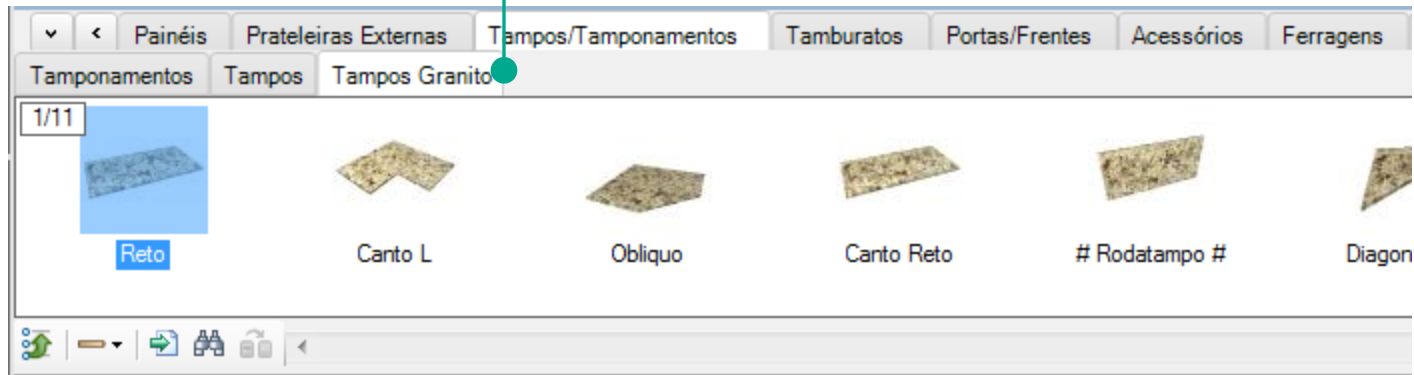 Painéis Prateleiras Externas Tampos/Tamponamentos Tamburatos Portas/Frentes Acessórios Ferragens
Tamponamentos Tampos Tampos Granito
1/11
Reto Canto L Obliquo Canto Reto # Rodatampo # Diagon